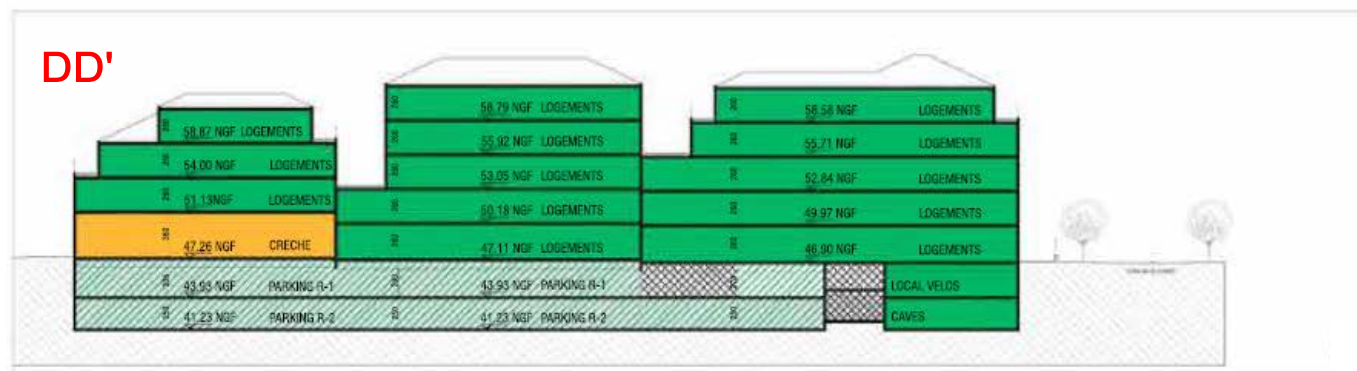 DD'
58.87 NGF LOGEMENTS
54.00 NGF LOGEMENTS
51.13NGF LOGEMENTS
47.26 NGF CRECHE
43.93 NGF PARKING R-1
41.23 NGF PARKING R-2
58.79 NGF LOGEMENTS
55.92 NGF LOGEMENTS
53.05 NGF LOGEMENTS
50.18 NGF LOGEMENTS
47.11 NGF LOGEMENTS
43.93 NGF PARKING R-1
41.23 NGF PARKING R-2
58.58 NGF LOGEMENTS
55.71 NGF LOGEMENTS
52.84 NGF LOGEMENTS
49.97 NGF LOGEMENTS
46.90 NGF LOGEMENTS
LOCAL VELOS
CAVES